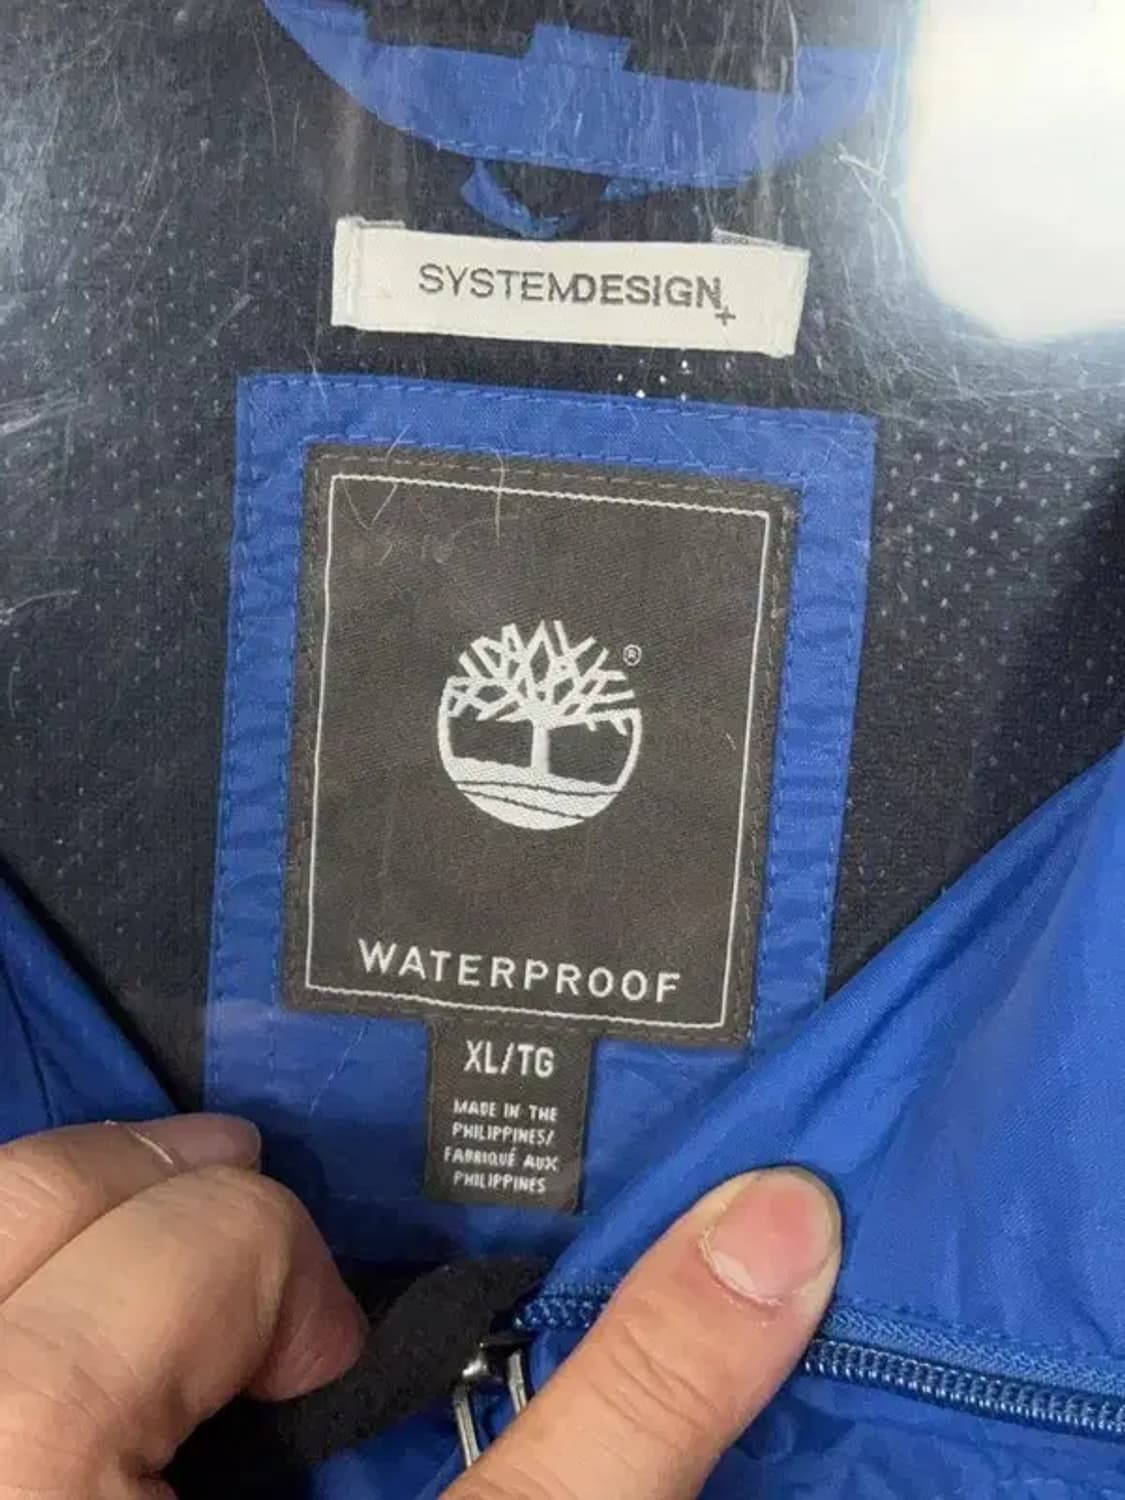 SYSTEMDESIGN+
®
WATERPROOF
XL/TG
MADE IN THE
PHILIPPINES/
FABRIQUÉ AUX
PHILIPPINES